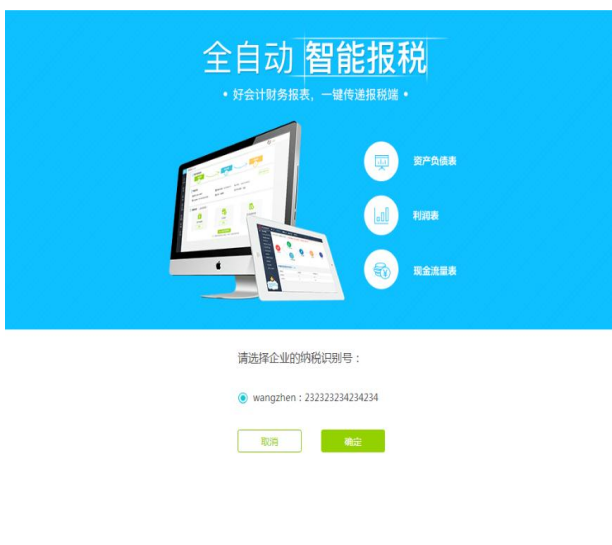 全自动 智能报税
• 好会计财务报表，一键传递报税端 •
资产负债表
利润表
现金流量表
请选择企业的纳税识别号：
wangzhen : 232323234234234
取消 确定